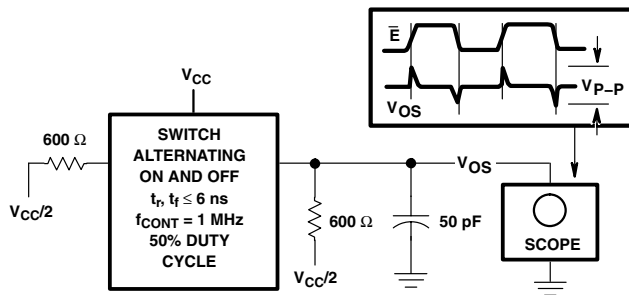 E̅
V_OS
V_P–P
V_CC
600 Ω
V_CC/2
SWITCH
ALTERNATING
ON AND OFF
t_r, t_f ≤ 6 ns
f_CONT = 1 MHz
50% DUTY
CYCLE
600 Ω
V_CC/2
50 pF
V_OS
SCOPE